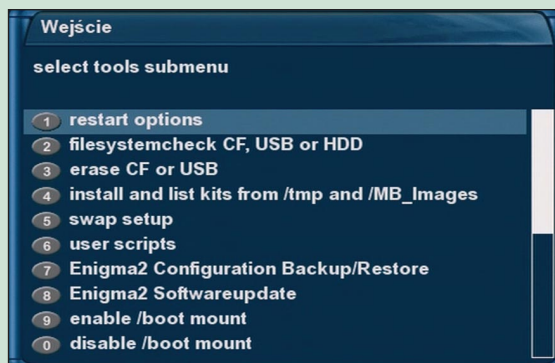 Wejście
select tools submenu
1 restart options
2 filesystemcheck CF, USB or HDD
3 erase CF or USB
4 install and list kits from /tmp and /MB_Images
5 swap setup
6 user scripts
7 Enigma2 Configuration Backup/Restore
8 Enigma2 Softwareupdate
9 enable /boot mount
0 disable /boot mount